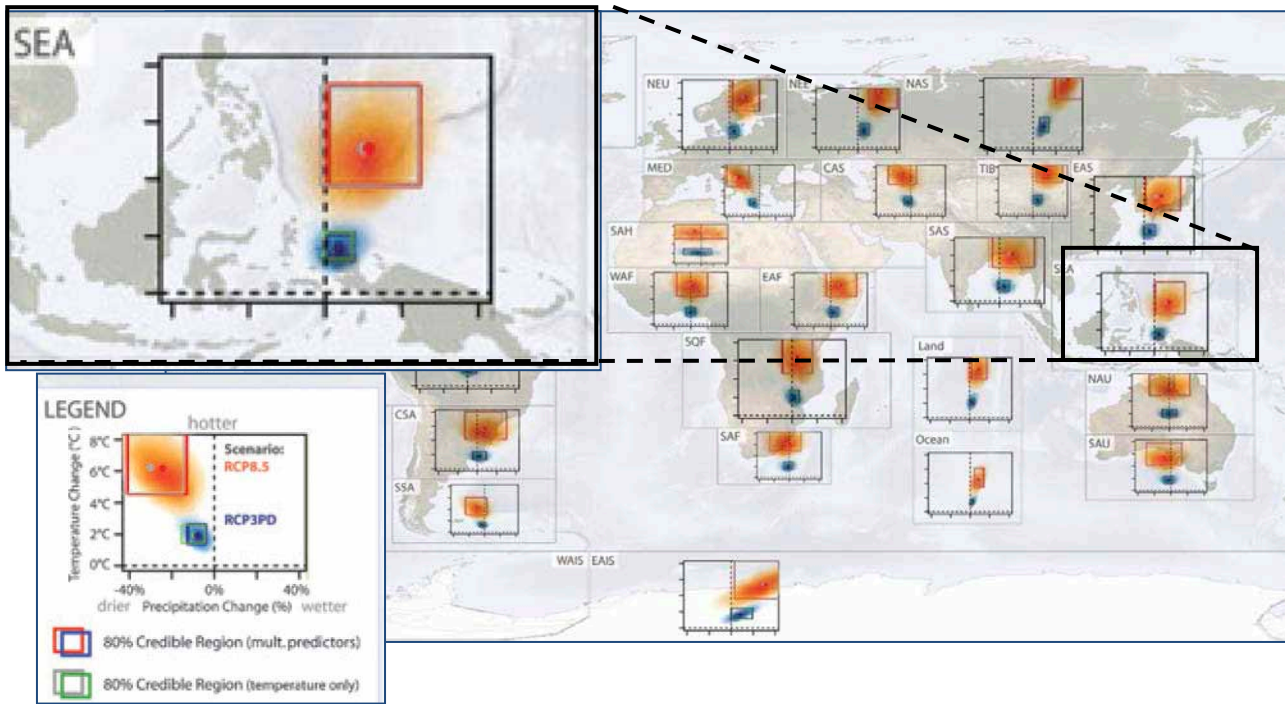 SEA
NEU
NEE
NAS
MED
CAS
TIB
EAS
SAH
SAS
SEA
WAF
EAF
SQF
Land
NAU
CSA
SAF
Ocean
SAU
SSA
WAIS
EAIS
LEGEND
hotter
8°C
6°C
4°C
2°C
0°C
Temperature Change (°C )
Scenario:
RCP8.5
RCP3PD
-40%
0%
40%
drier Precipitation Change (%) wetter
80% Credible Region (mult. predictors)
80% Credible Region (temperature only)